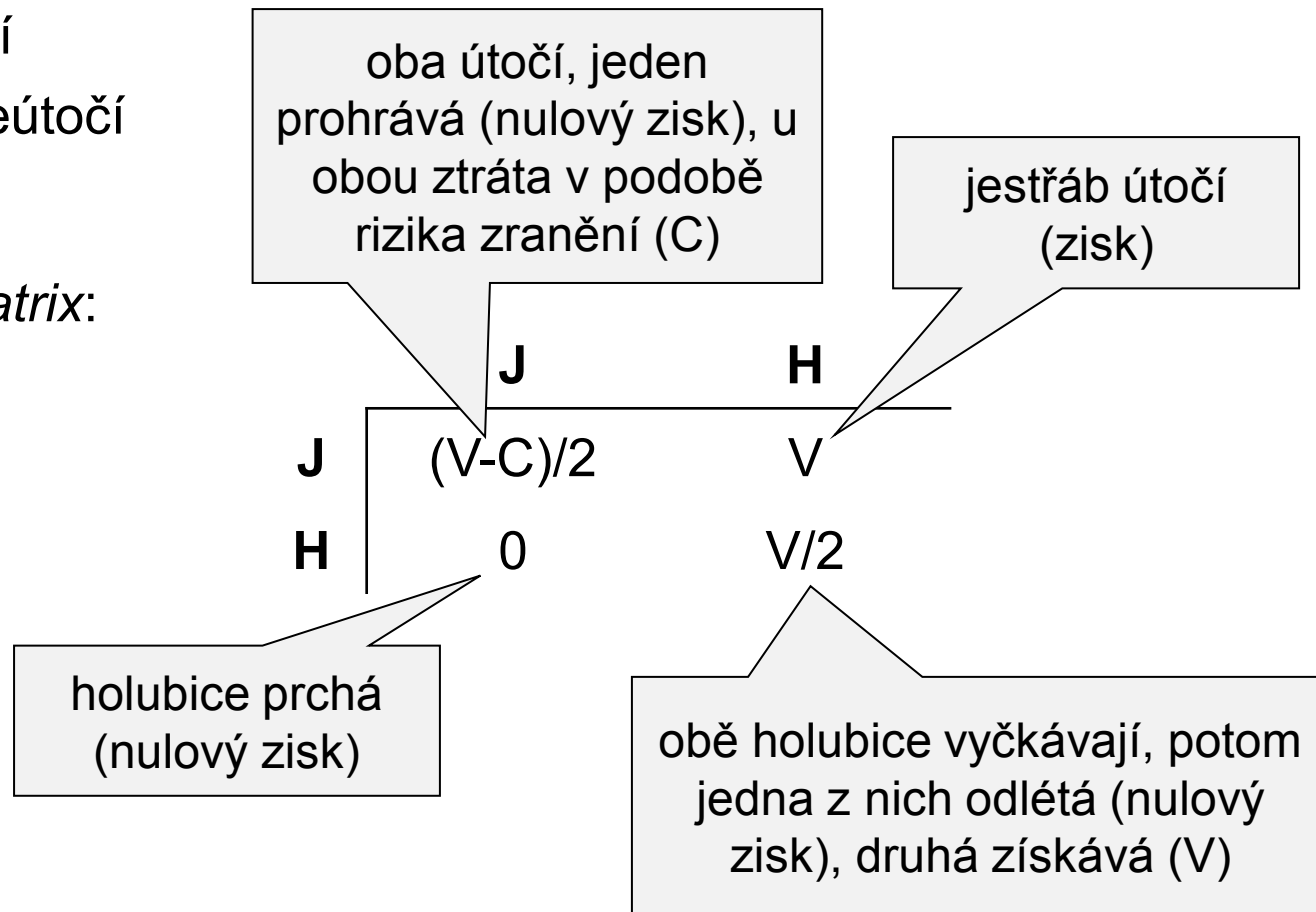 í
eútočí
atrix:
oba útočí, jeden
prohrává (nulový zisk), u
obou ztráta v podobě
rizika zranění (C)
jestřáb útočí
(zisk)
J H
J (V-C)/2 V
H 0 V/2
holubice prchá
(nulový zisk)
obě holubice vyčkávají, potom
jedna z nich odlétá (nulový
zisk), druhá získává (V)